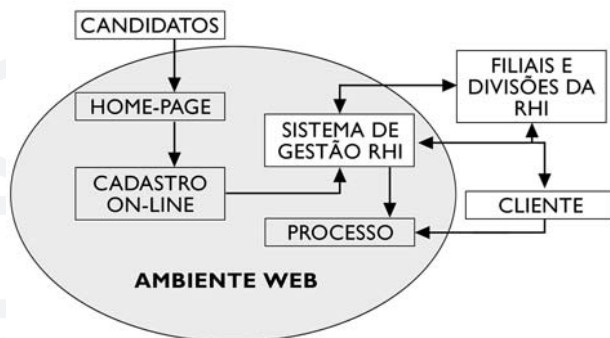 CANDIDATOS
HOME-PAGE
CADASTRO
ON-LINE
SISTEMA DE
GESTÃO RHI
PROCESSO
FILIAIS E
DIVISÕES DA
RHI
CLIENTE
AMBIENTE WEB